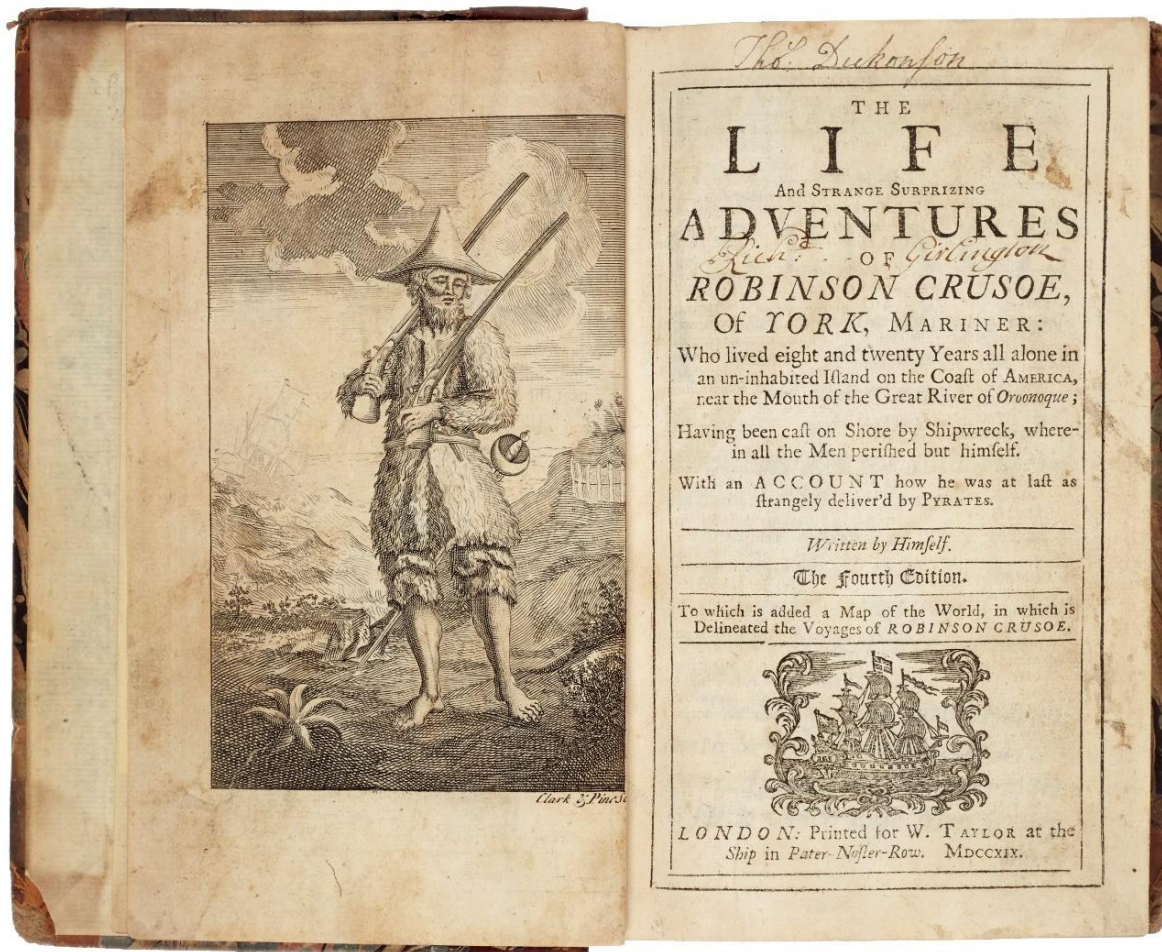 Clark & Pine Sc
Tho.s Dickonson
THE
LIFE
And STRANGE SURPRIZING
ADVENTURES
Rich.d Girlington
OF
ROBINSON CRUSOE,
Of YORK, MARINER:
Who lived eight and twenty Years all alone in
an un-inhabited Iſland on the Coaſt of AMERICA,
near the Mouth of the Great River of Oroonoque;
Having been caſt on Shore by Shipwreck, where-
in all the Men periſhed but himſelf.
With an ACCOUNT how he was at laſt as
ſtrangely deliver'd by PYRATES.
Written by Himſelf.
The Fourth Edition.
To which is added a Map of the World, in which is
Delineated the Voyages of ROBINSON CRUSOE.
LONDON: Printed for W. TAYLOR at the
Ship in Pater-Noſter-Row. MDCCXIX.